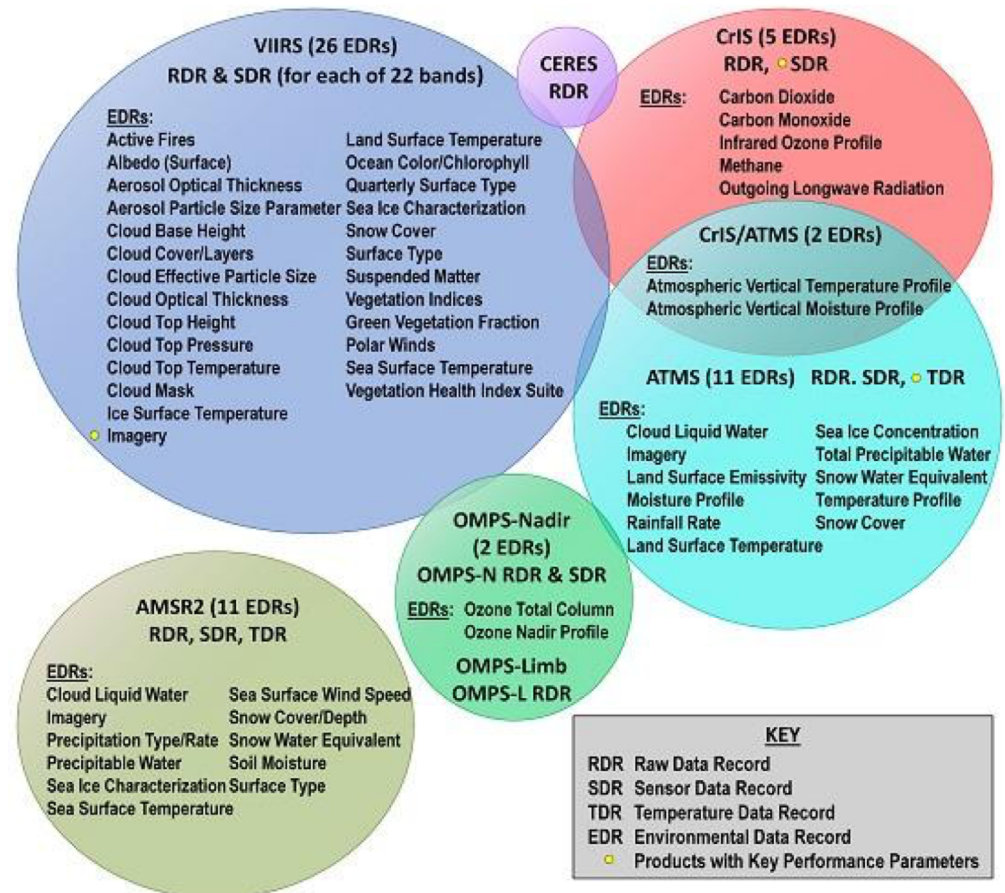 VIIRS (26 EDRs)
RDR & SDR (for each of 22 bands)
EDRs:
Active Fires
Albedo (Surface)
Aerosol Optical Thickness
Aerosol Particle Size Parameter
Cloud Base Height
Cloud Cover/Layers
Cloud Effective Particle Size
Cloud Optical Thickness
Cloud Top Height
Cloud Top Pressure
Cloud Top Temperature
Cloud Mask
Ice Surface Temperature
Imagery
Land Surface Temperature
Ocean Color/Chlorophyll
Quarterly Surface Type
Sea Ice Characterization
Snow Cover
Surface Type
Suspended Matter
Vegetation Indices
Green Vegetation Fraction
Polar Winds
Sea Surface Temperature
Vegetation Health Index Suite
CERES
RDR
CrIS (5 EDRs)
RDR, SDR
EDRs:
Carbon Dioxide
Carbon Monoxide
Infrared Ozone Profile
Methane
Outgoing Longwave Radiation
CrIS/ATMS (2 EDRs)
EDRs:
Atmospheric Vertical Temperature Profile
Atmospheric Vertical Moisture Profile
ATMS (11 EDRs) RDR. SDR, TDR
EDRs:
Cloud Liquid Water
Imagery
Land Surface Emissivity
Moisture Profile
Rainfall Rate
Land Surface Temperature
Sea Ice Concentration
Total Precipitable Water
Snow Water Equivalent
Temperature Profile
Snow Cover
OMPS-Nadir
(2 EDRs)
OMPS-N RDR & SDR
EDRs: Ozone Total Column
Ozone Nadir Profile
OMPS-Limb
OMPS-L RDR
AMSR2 (11 EDRs)
RDR, SDR, TDR
EDRs:
Cloud Liquid Water
Imagery
Precipitation Type/Rate
Precipitable Water
Sea Ice Characterization
Sea Surface Temperature
Sea Surface Wind Speed
Snow Cover/Depth
Snow Water Equivalent
Soil Moisture
Surface Type
KEY
RDR Raw Data Record
SDR Sensor Data Record
TDR Temperature Data Record
EDR Environmental Data Record
Products with Key Performance Parameters